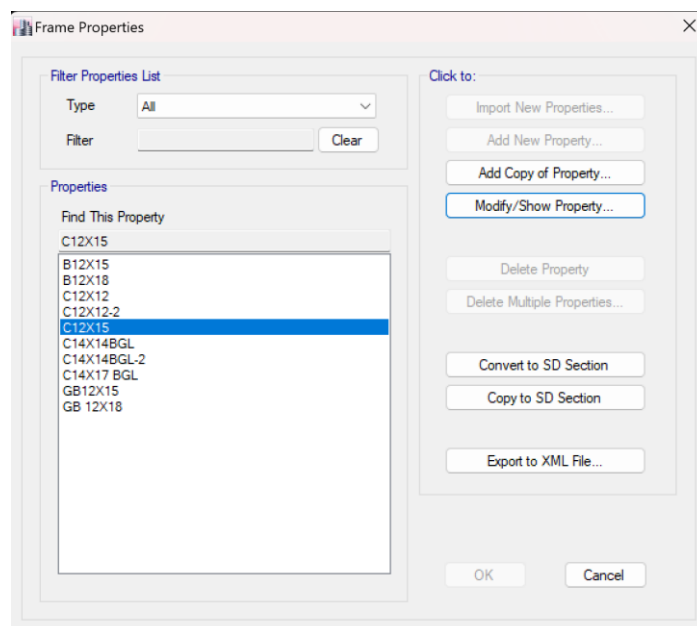 Frame Properties
Filter Properties List
Type
All
Filter
Clear
Properties
Find This Property
C12X15
B12X15
B12X18
C12X12
C12X12-2
C12X15
C14X14BGL
C14X14BGL-2
C14X17 BGL
GB12X15
GB 12X18
Click to:
Import New Properties...
Add New Property...
Add Copy of Property...
Modify/Show Property...
Delete Property
Delete Multiple Properties...
Convert to SD Section
Copy to SD Section
Export to XML File...
OK
Cancel